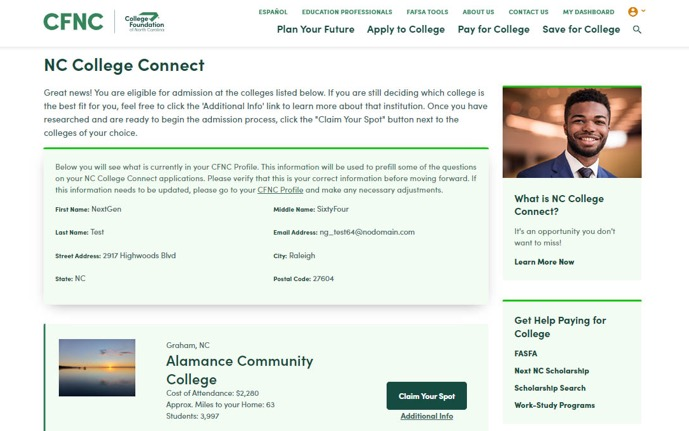 CFNC
College
Foundation
of North Carolina
ESPAÑOL EDUCATION PROFESSIONALS FAFSA TOOLS ABOUT US CONTACT US MY DASHBOARD
Plan Your Future Apply to College Pay for College Save for College
NC College Connect
Great news! You are eligible for admission at the colleges listed below. If you are still deciding which college is
the best fit for you, feel free to click the 'Additional Info' link to learn more about that institution. Once you have
researched and are ready to begin the admission process, click the "Claim Your Spot" button next to the
colleges of your choice.
Below you will see what is currently in your CFNC Profile. This information will be used to prefill some of the questions
on your NC College Connect applications. Please verify that this is your correct information before moving forward. If
this information needs to be updated, please go to your CFNC Profile and make any necessary adjustments.
First Name: NextGen
Middle Name: SixtyFour
Last Name: Test
Email Address: ng_test64@nodomain.com
Street Address: 2917 Highwoods Blvd
City: Raleigh
State: NC
Postal Code: 27604
Graham, NC
Alamance Community
College
Cost of Attendance: $2,280
Approx. Miles to your Home: 63
Students: 3,997
Claim Your Spot
Additional Info
What is NC College
Connect?
It's an opportunity you don't
want to miss!
Learn More Now
Get Help Paying for
College
FASFA
Next NC Scholarship
Scholarship Search
Work-Study Programs